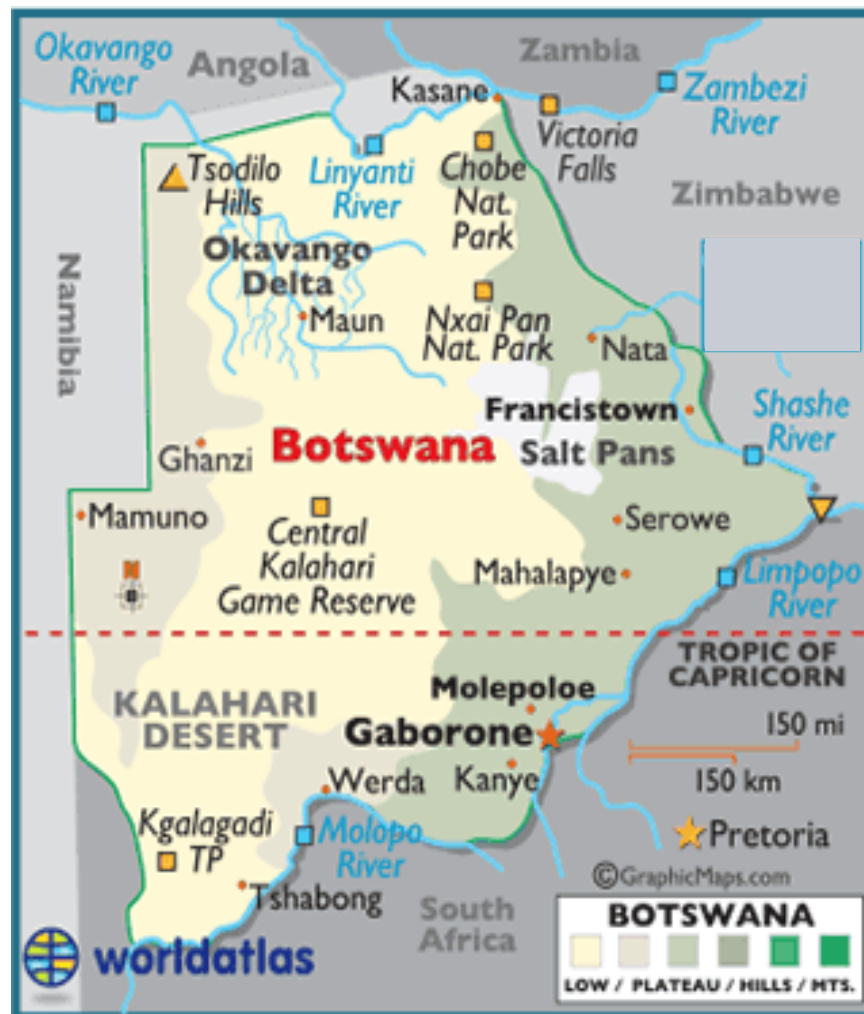 Okavango
River
Angola
Zambia
Kasane
Zambezi
River
Victoria
Falls
Tsodilo
Hills
Linyanti
River
Chobe
Nat.
Park
Zimbabwe
Okavango
Delta
Namibia
Maun
Nxai Pan
Nat. Park
Nata
Francistown
Shashe
River
Ghanzi
Botswana
Salt Pans
Mamuno
Serowe
Central
Kalahari
Game Reserve
N
Mahalapye
Limpopo
River
TROPIC OF
CAPRICORN
KALAHARI
DESERT
Molepoloe
Gaborone
150 mi
Werda
Kanye
150 km
Kgalagadi
TP
Molopo
River
Pretoria
©GraphicMaps.com
Tshabong
South
Africa
BOTSWANA
LOW / PLATEAU / HILLS / MTS.
worldatlas